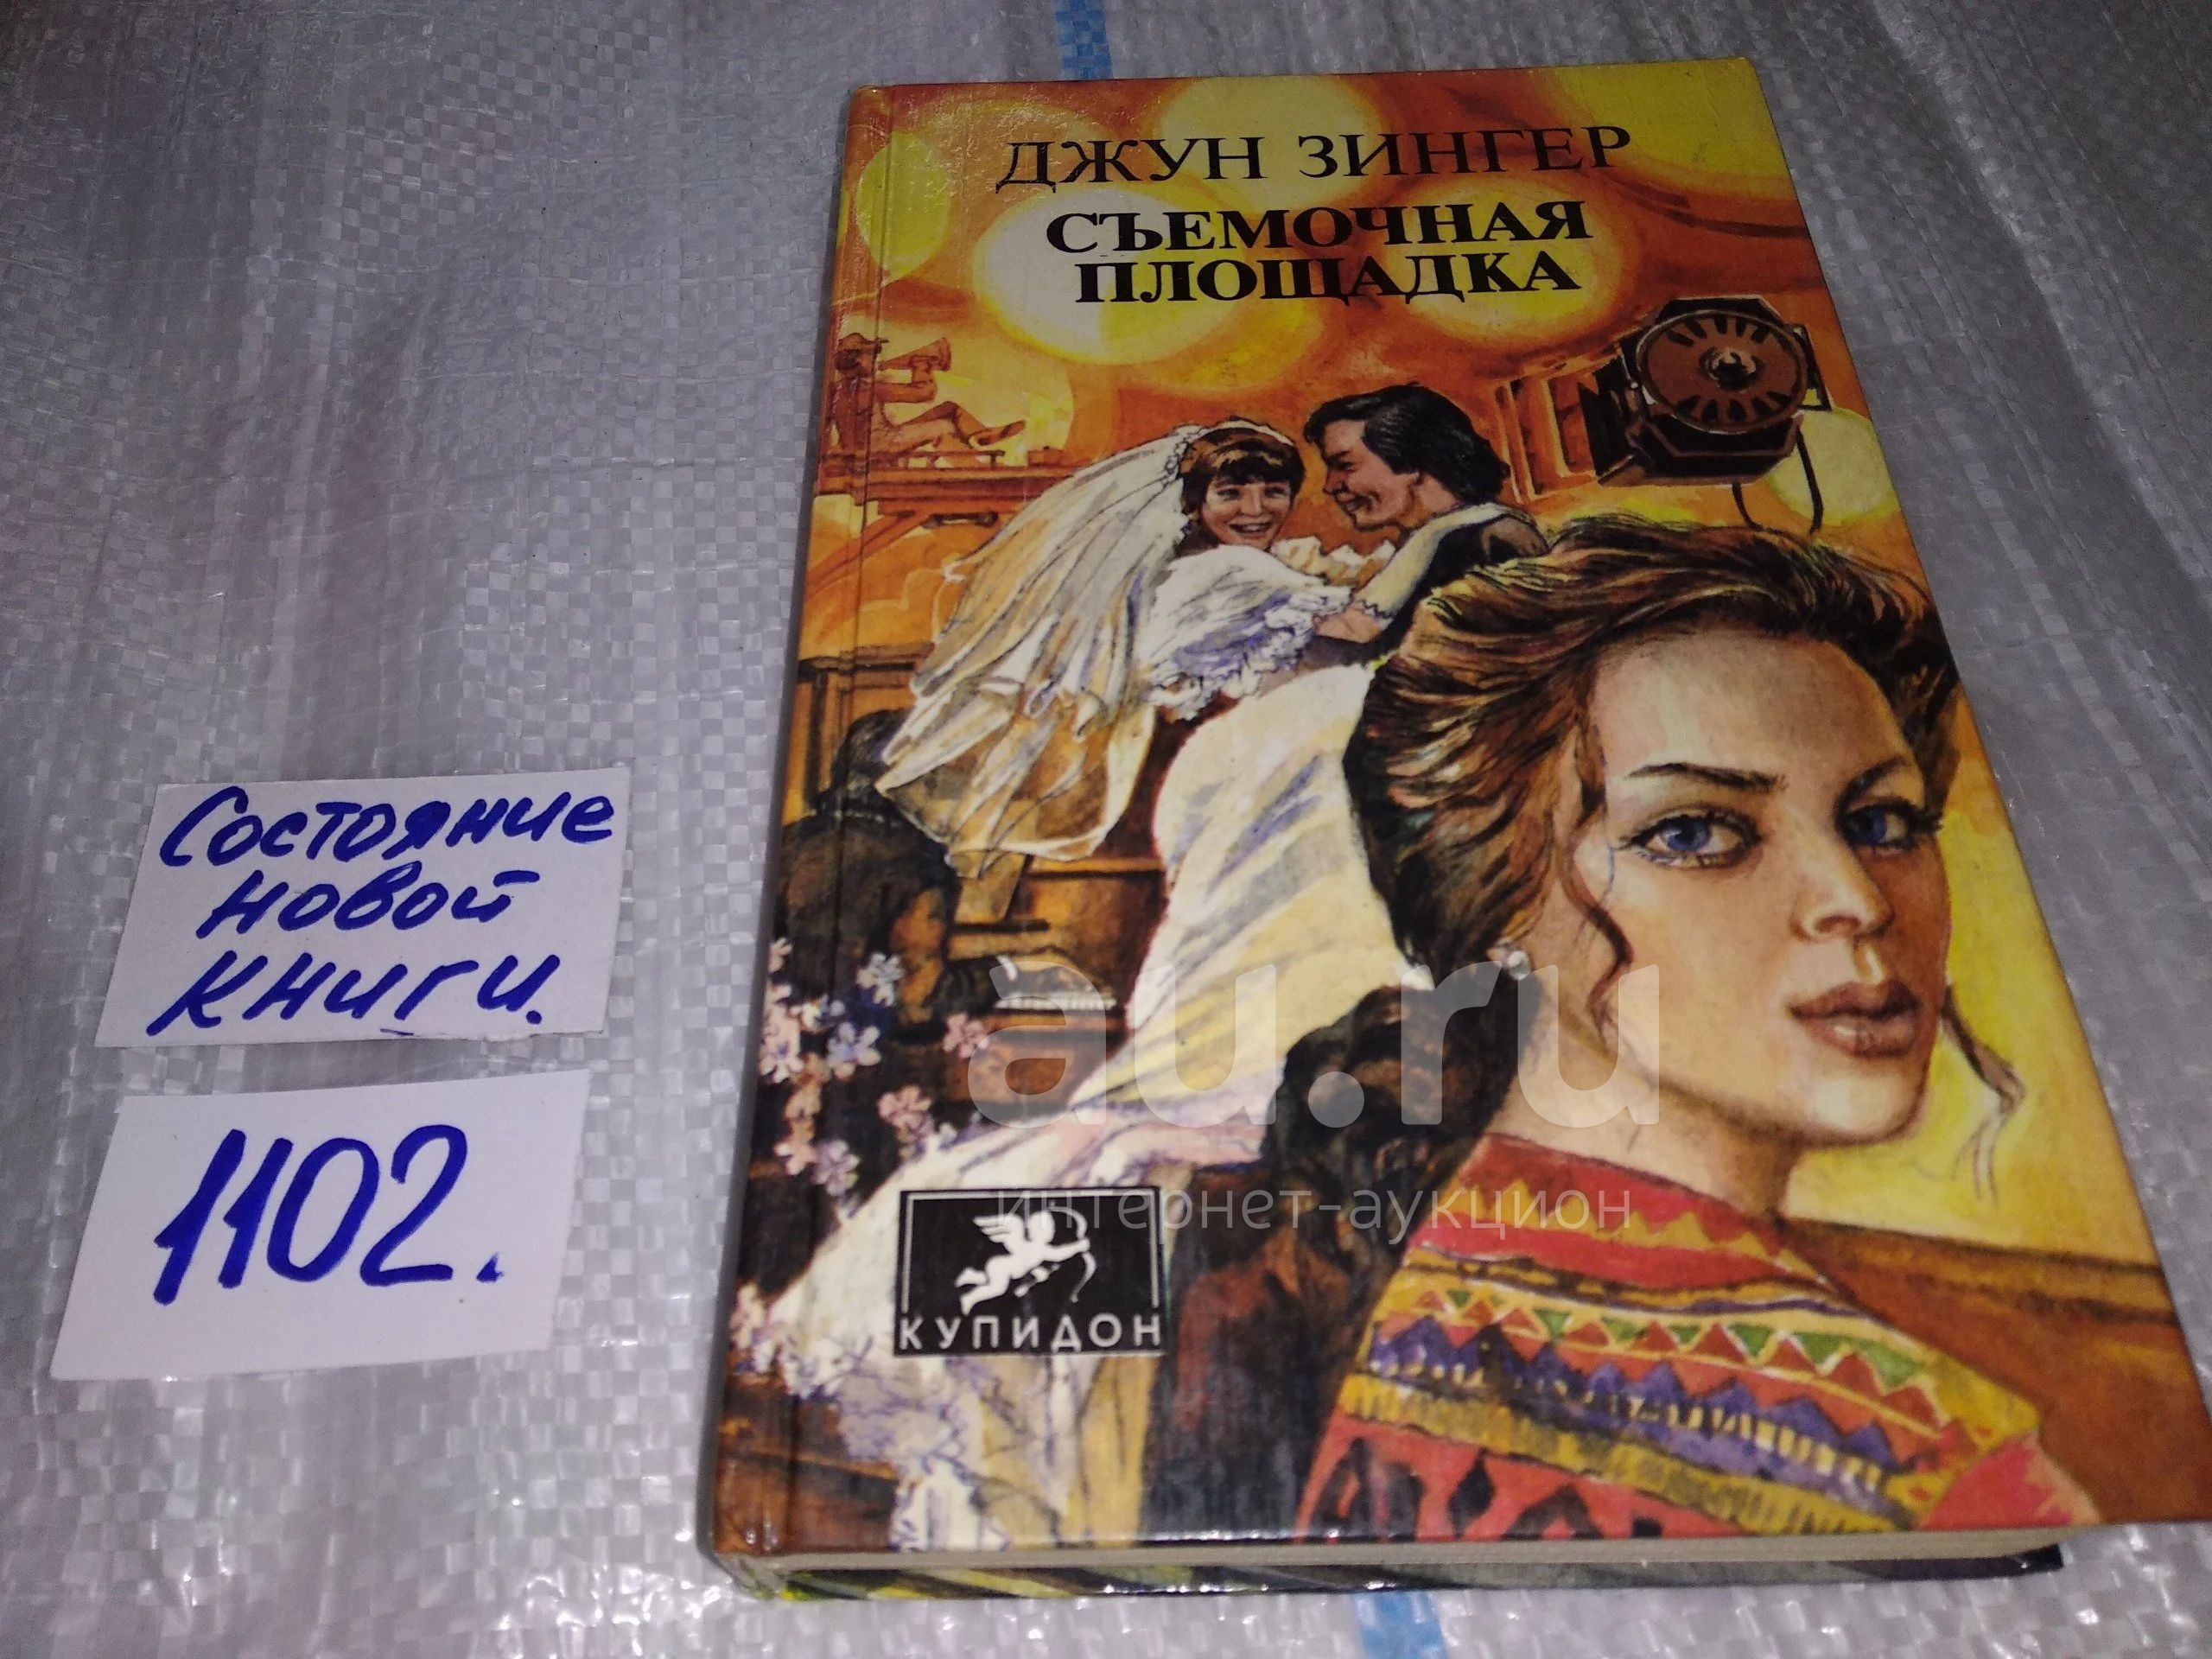 ДЖУН ЗИНГЕР
СЪЕМОЧНАЯ
ПЛОЩАДКА
Состояние
новой
книги.
1102.
КУПИДОН
au.ru
интернет-аукцион